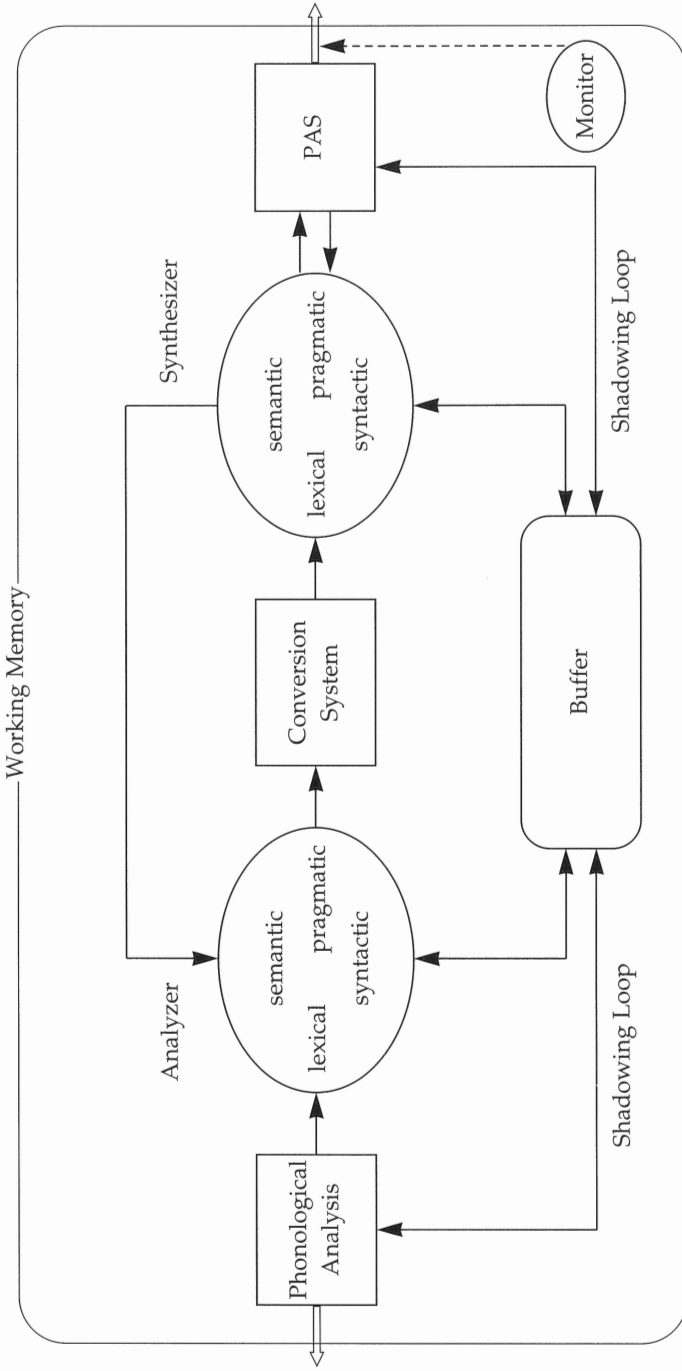 Working Memory
Analyzer
Synthesizer
Phonological
Analysis
semantic
lexical pragmatic
syntactic
Conversion
System
semantic
lexical pragmatic
syntactic
PAS
Shadowing Loop
Buffer
Shadowing Loop
Monitor